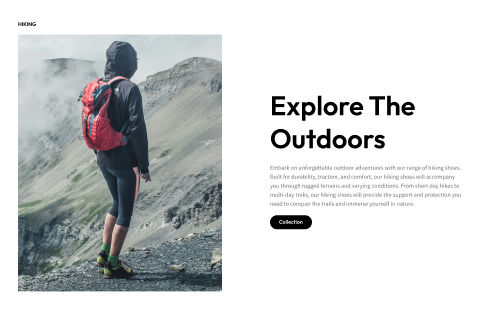 HIKING
Explore The
Outdoors
Embark on unforgettable outdoor adventures with our range of hiking shoes.
Built for durability, traction, and comfort, our hiking shoes will accompany
you through rugged terrains and varying conditions. From short day hikes to
multi-day treks, our hiking shoes will provide the support and protection you
need to conquer the trails and immerse yourself in nature.
Collection